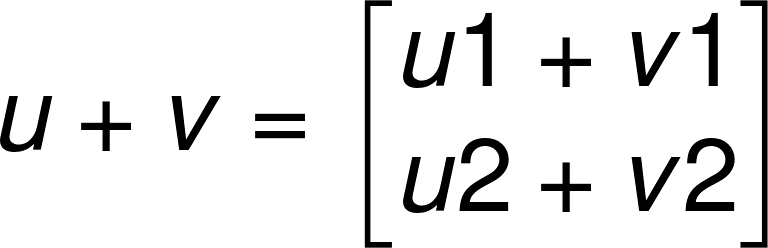 u + v = [u1 + v1
u2 + v2]